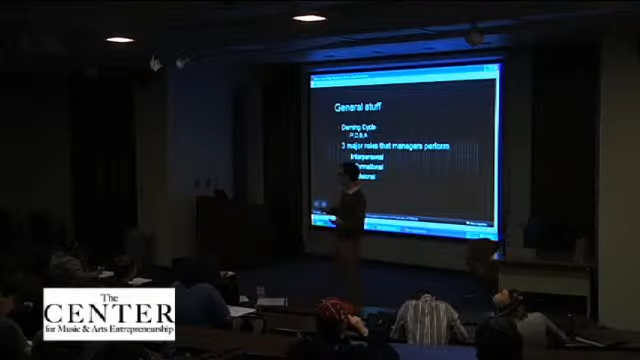 General stuff
Deming Cycle
P,D,S,A
3 major roles that managers perform
Interpersonal
The
CENTER
for Music & Arts Entrepreneurship